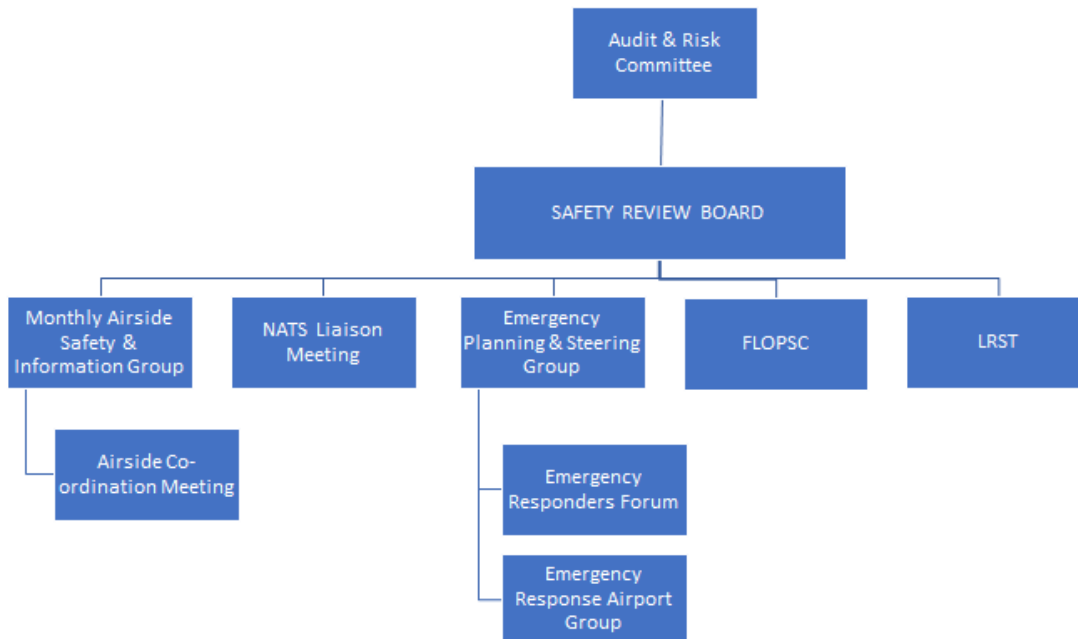 Audit & Risk
Committee
SAFETY REVIEW BOARD
Monthly Airside
Safety &
Information Group
NATS Liaison
Meeting
Emergency
Planning & Steering
Group
FLOPSC
LRST
Airside Co-
ordination Meeting
Emergency
Responders Forum
Emergency
Response Airport
Group